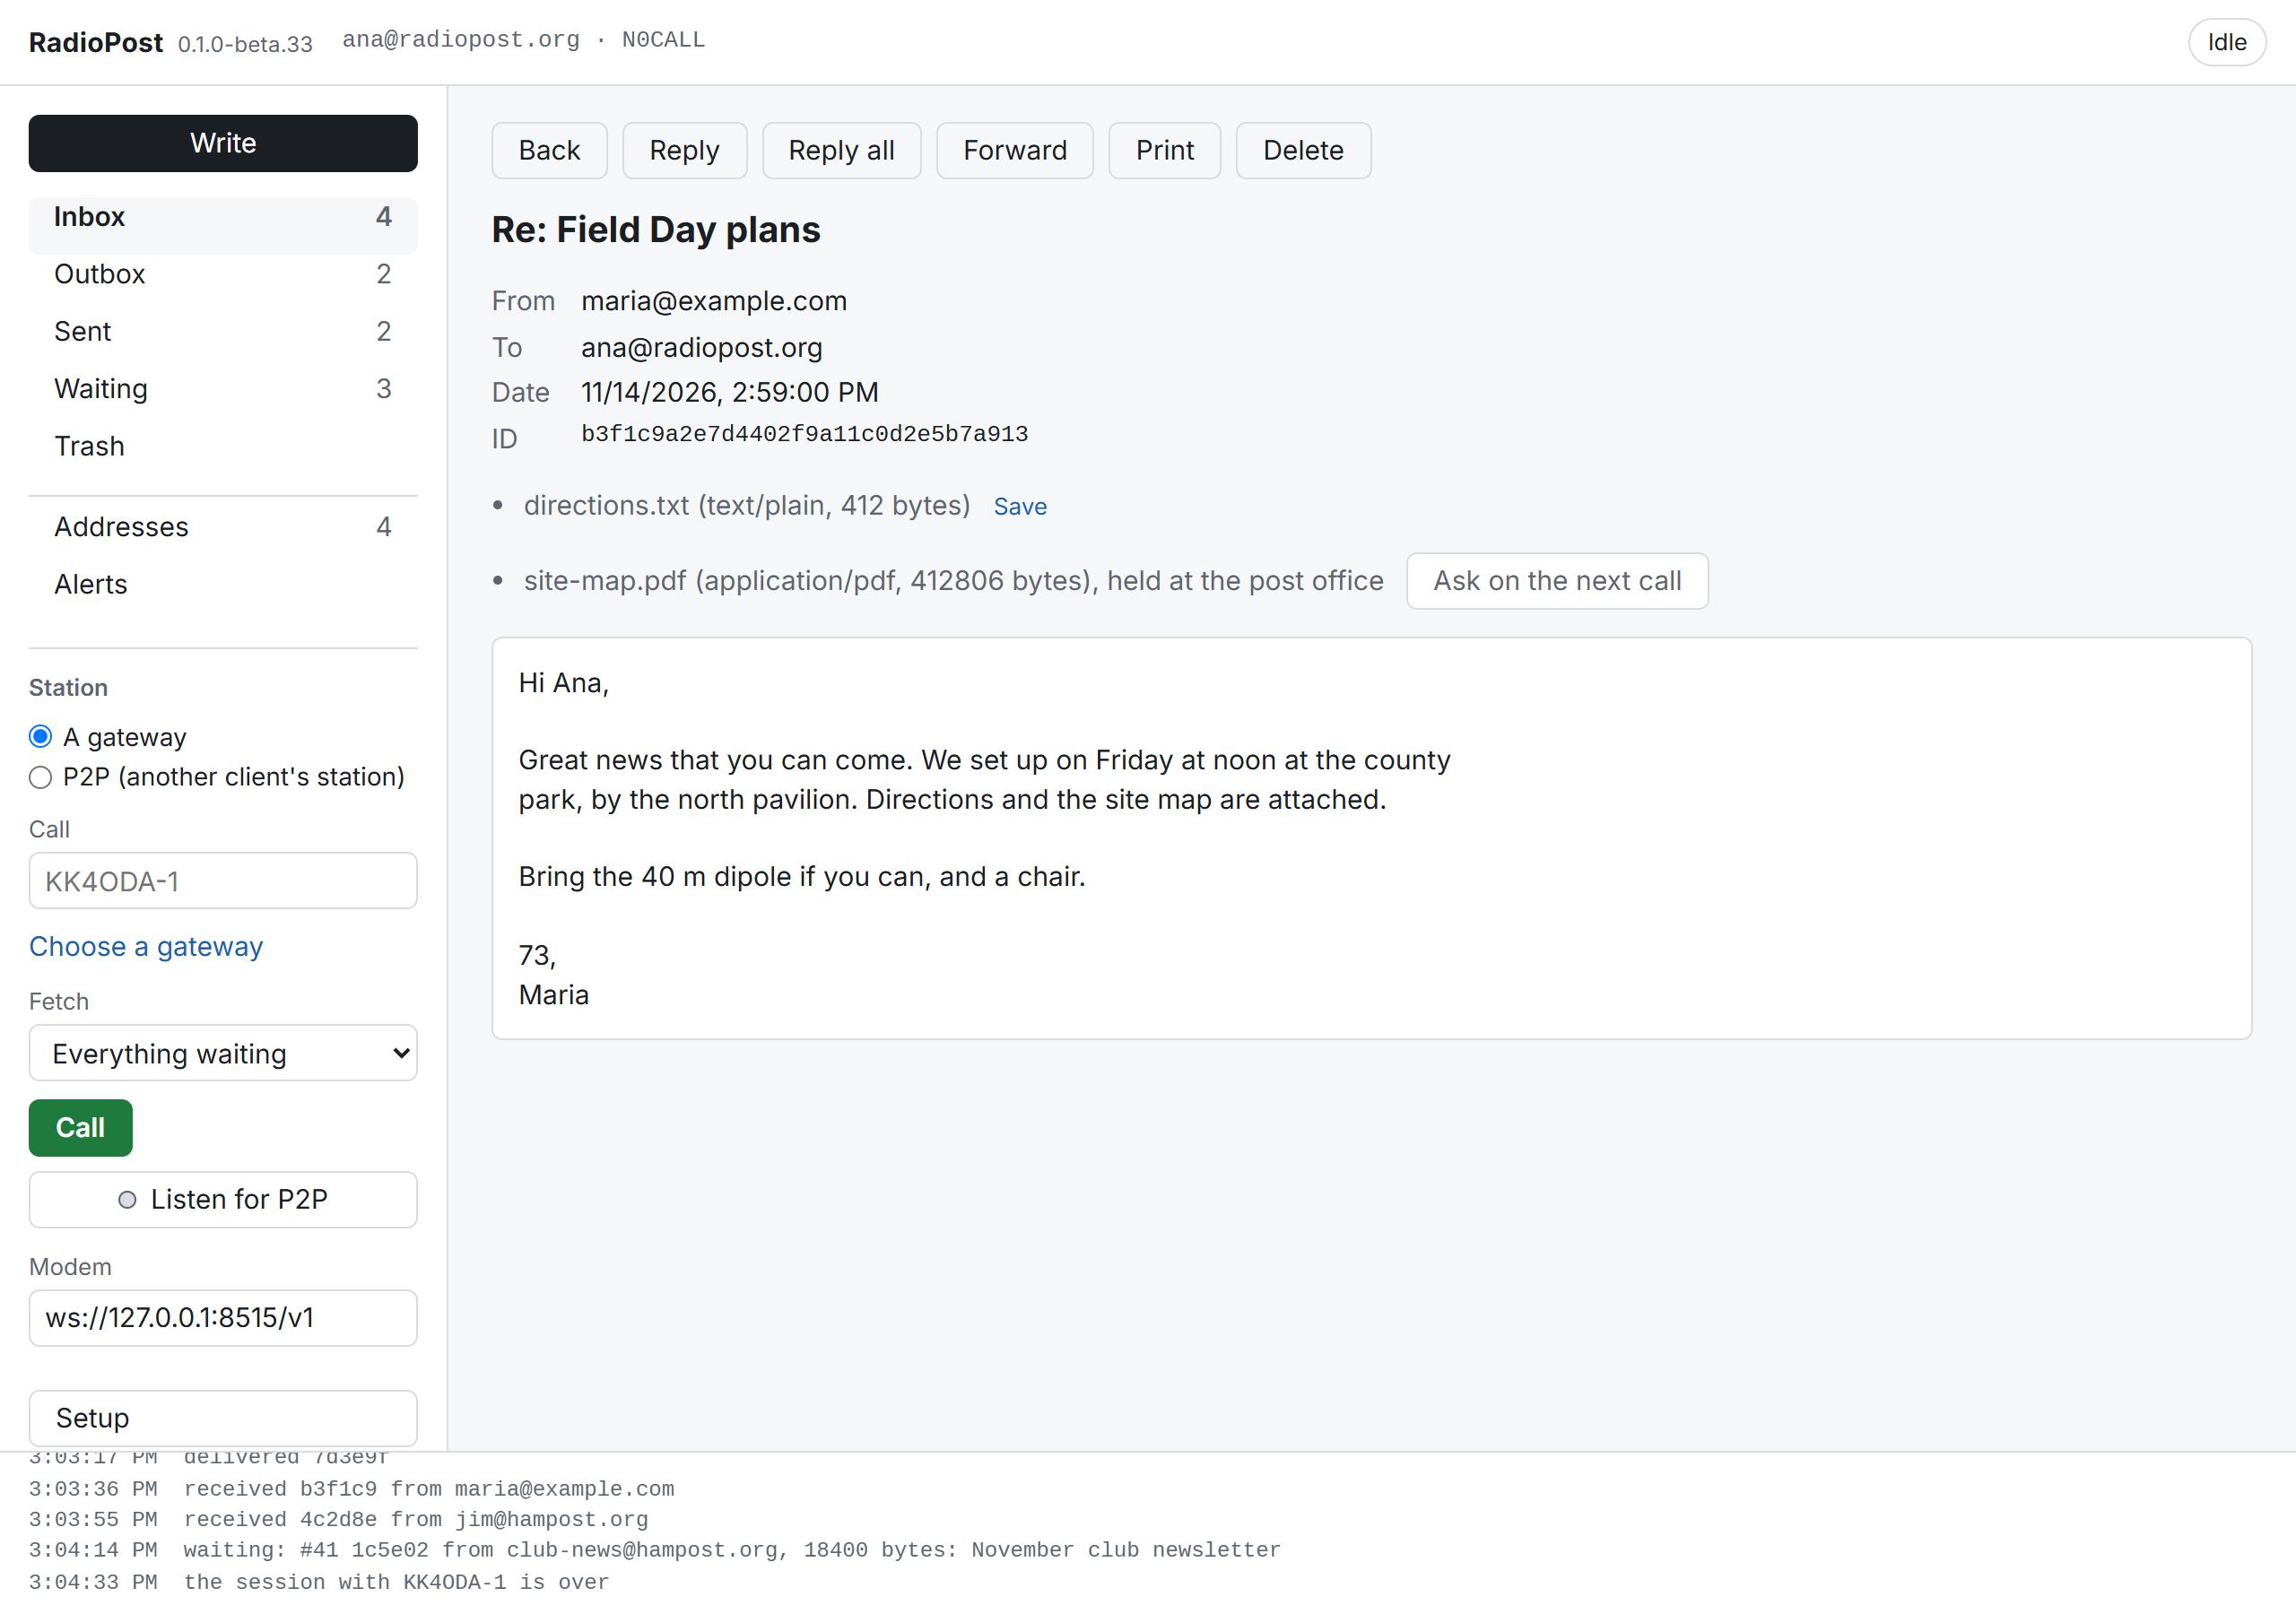 RadioPost 0.1.0-beta.33 ana@radiopost.org · N0CALL
Idle
Write
Inbox 4
Outbox 2
Sent 2
Waiting 3
Trash
Addresses 4
Alerts
Station
A gateway
P2P (another client's station)
Call
KK4ODA-1
Choose a gateway
Fetch
Everything waiting
Call
Listen for P2P
Modem
ws://127.0.0.1:8515/v1
Setup
Back Reply Reply all Forward Print Delete
Re: Field Day plans
From maria@example.com
To ana@radiopost.org
Date 11/14/2026, 2:59:00 PM
ID b3f1c9a2e7d4402f9a11c0d2e5b7a913
• directions.txt (text/plain, 412 bytes) Save
• site-map.pdf (application/pdf, 412806 bytes), held at the post office Ask on the next call
Hi Ana,
Great news that you can come. We set up on Friday at noon at the county
park, by the north pavilion. Directions and the site map are attached.
Bring the 40 m dipole if you can, and a chair.
73,
Maria
3:03:17 PM delivered 7d3e9f
3:03:36 PM received b3f1c9 from maria@example.com
3:03:55 PM received 4c2d8e from jim@hampost.org
3:04:14 PM waiting: #41 1c5e02 from club-news@hampost.org, 18400 bytes: November club newsletter
3:04:33 PM the session with KK4ODA-1 is over